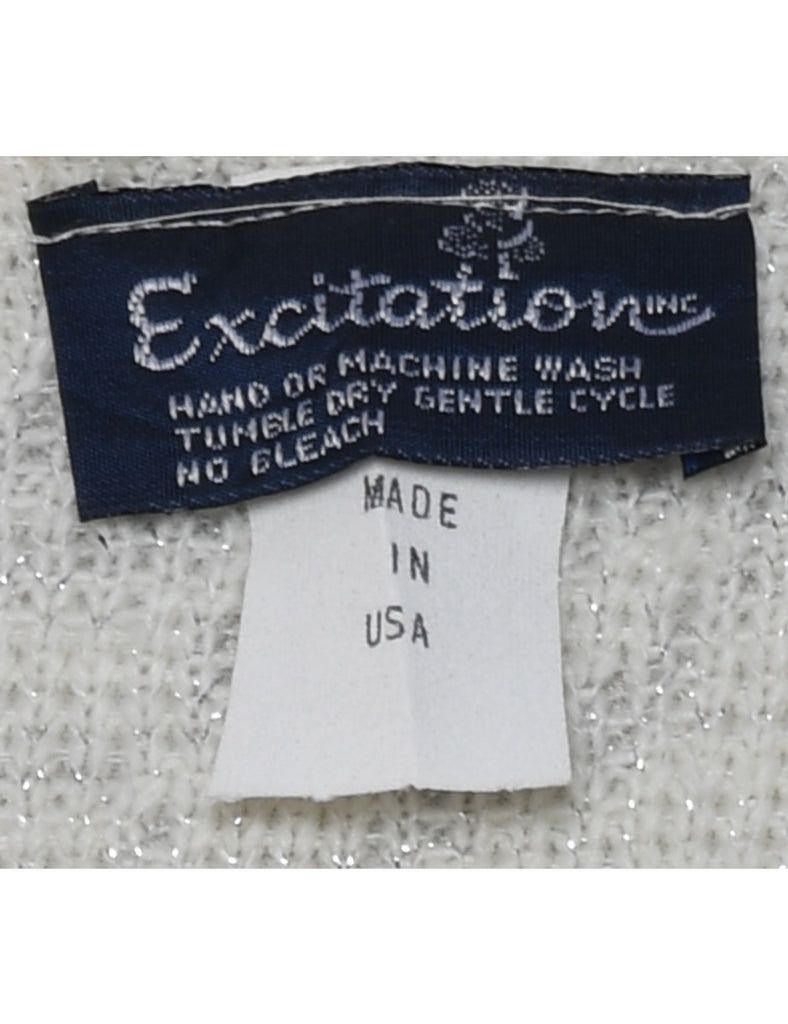 Excitation INC
HAND OR MACHINE WASH
TUMBLE DRY GENTLE CYCLE
NO BLEACH
MADE
IN
USA